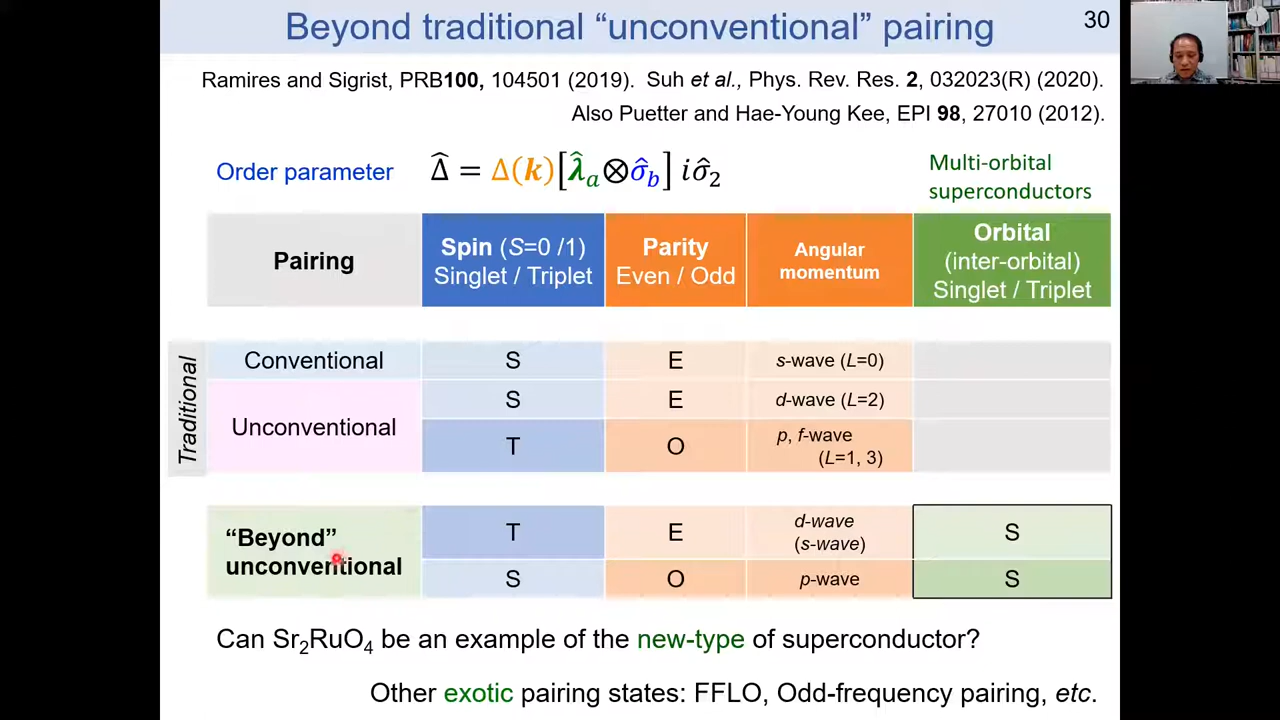 Beyond traditional “unconventional” pairing
30
Ramires and Sigrist, PRB100, 104501 (2019). Suh et al., Phys. Rev. Res. 2, 032023(R) (2020).
Also Puetter and Hae-Young Kee, EPI 98, 27010 (2012).
Order parameter
Δ̂ = Δ(k)[λ̂ₐ⊗σ̂_b] iσ̂₂
Multi-orbital
superconductors
Pairing
Spin (S=0 /1)
Singlet / Triplet
Parity
Even / Odd
Angular
momentum
Orbital
(inter-orbital)
Singlet / Triplet
Traditional
Conventional
S
E
s-wave (L=0)
Unconventional
S
E
d-wave (L=2)
T
O
p, f-wave
(L=1, 3)
“Beyond”
unconventional
T
E
d-wave
(s-wave)
S
S
O
p-wave
S
Can Sr₂RuO₄ be an example of the new-type of superconductor?
Other exotic pairing states: FFLO, Odd-frequency pairing, etc.